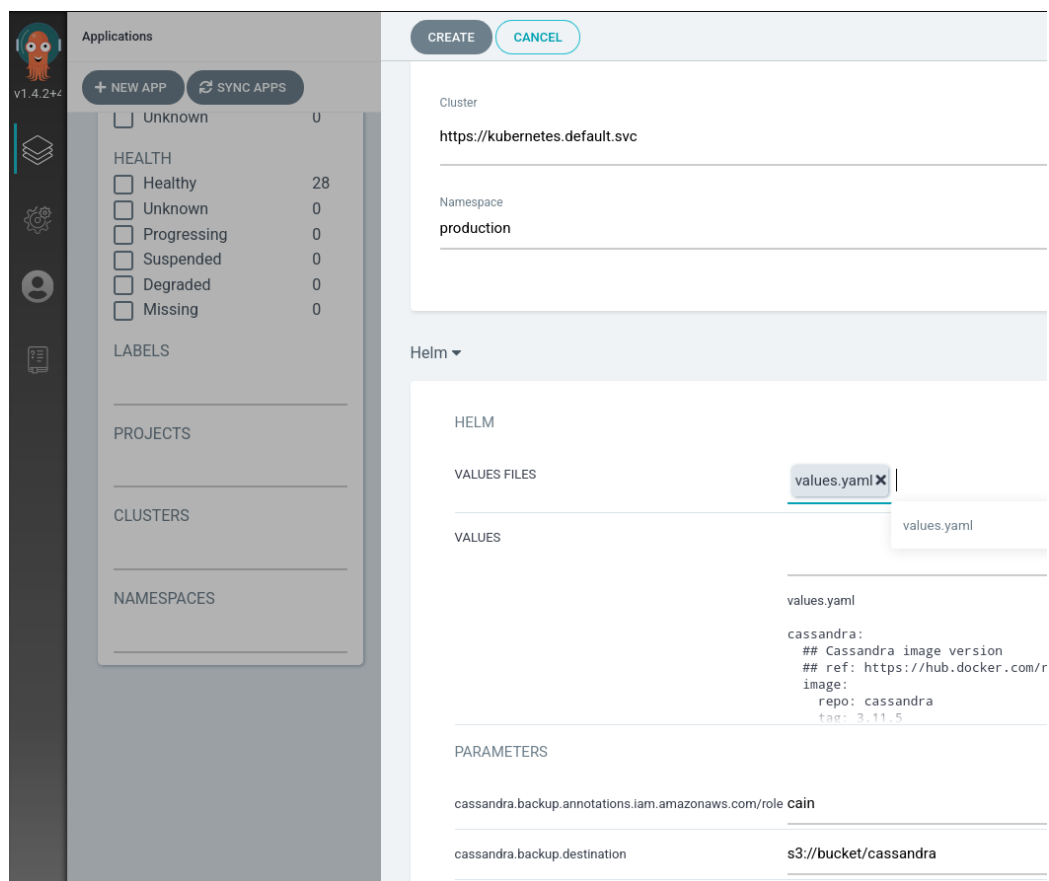 v1.4.2+
Applications
+ NEW APP
SYNC APPS
Unknown 0
HEALTH
Healthy 28
Unknown 0
Progressing 0
Suspended 0
Degraded 0
Missing 0
LABELS
PROJECTS
CLUSTERS
NAMESPACES
CREATE
CANCEL
Cluster
https://kubernetes.default.svc
Namespace
production
Helm
HELM
VALUES FILES
values.yaml
values.yaml
VALUES
values.yaml
cassandra:
## Cassandra image version
## ref: https://hub.docker.com/r
image:
repo: cassandra
tag: 3.11.5
PARAMETERS
cassandra.backup.annotations.iam.amazonaws.com/role cain
cassandra.backup.destination s3://bucket/cassandra